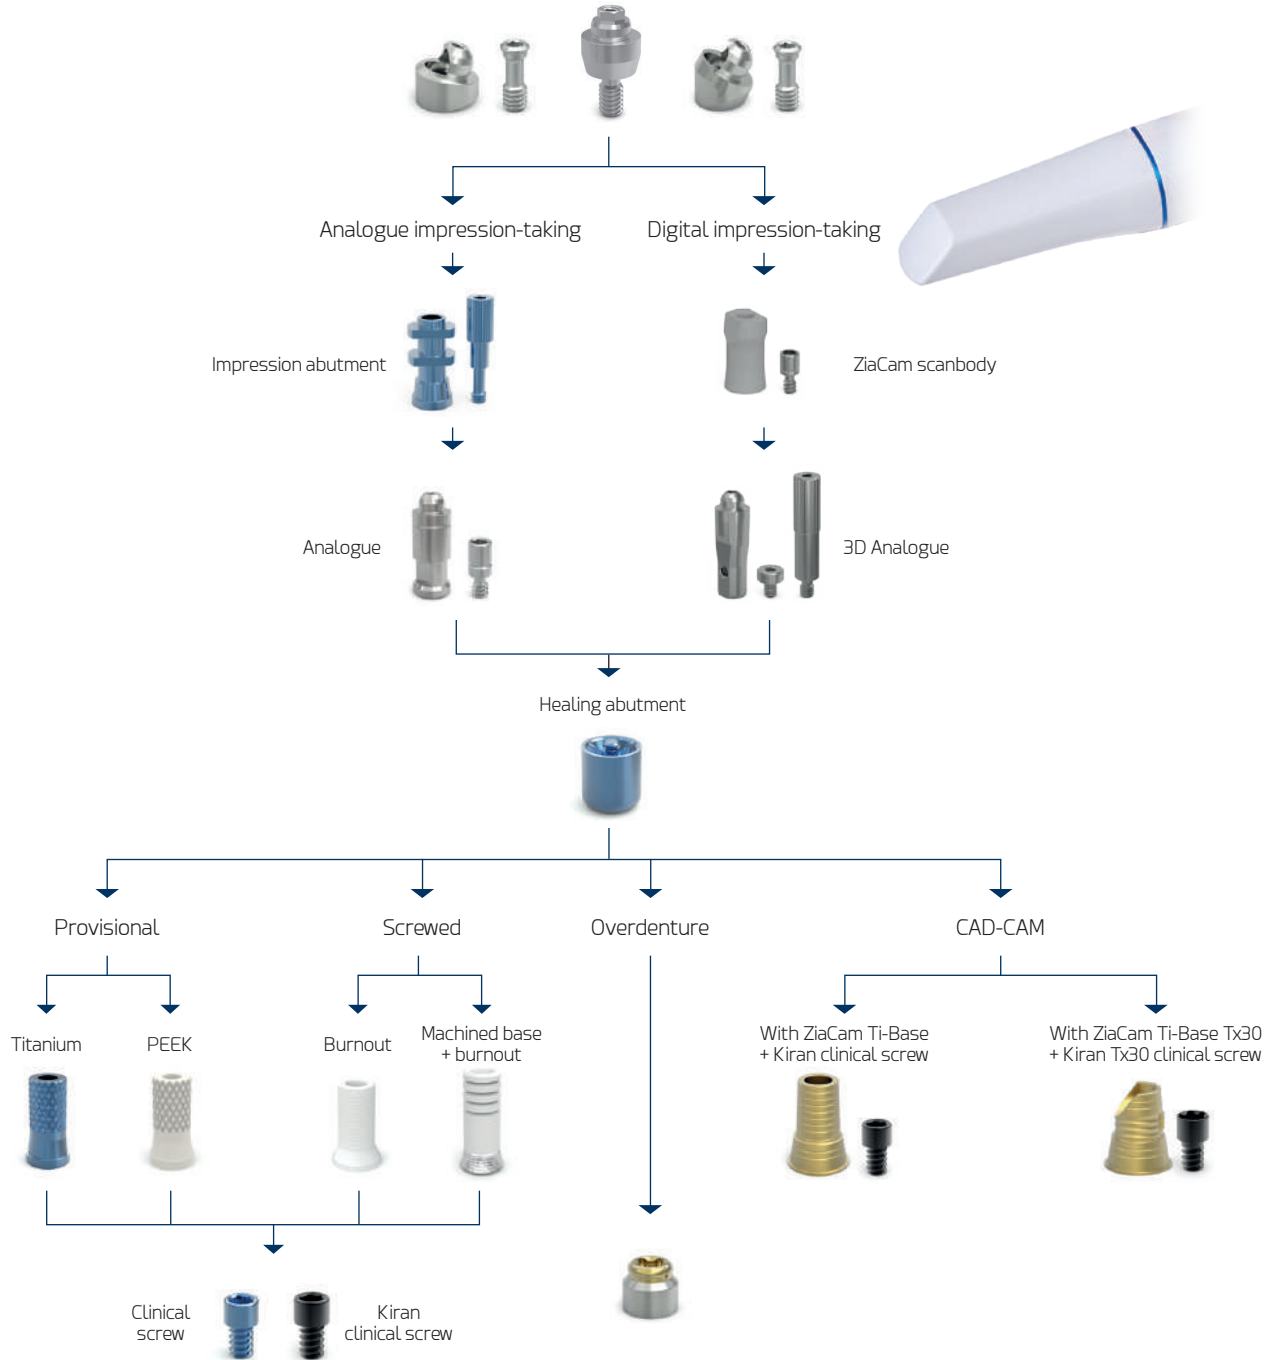 Analogue impression-taking
Digital impression-taking
Impression abutment
ZiaCam scanbody
Analogue
3D Analogue
Healing abutment
Provisional
Screwed
Overdenture
CAD-CAM
Titanium
PEEK
Burnout
Machined base
+ burnout
With ZiaCam Ti-Base
+ Kiran clinical screw
With ZiaCam Ti-Base Tx30
+ Kiran Tx30 clinical screw
Clinical
screw
Kiran
clinical screw